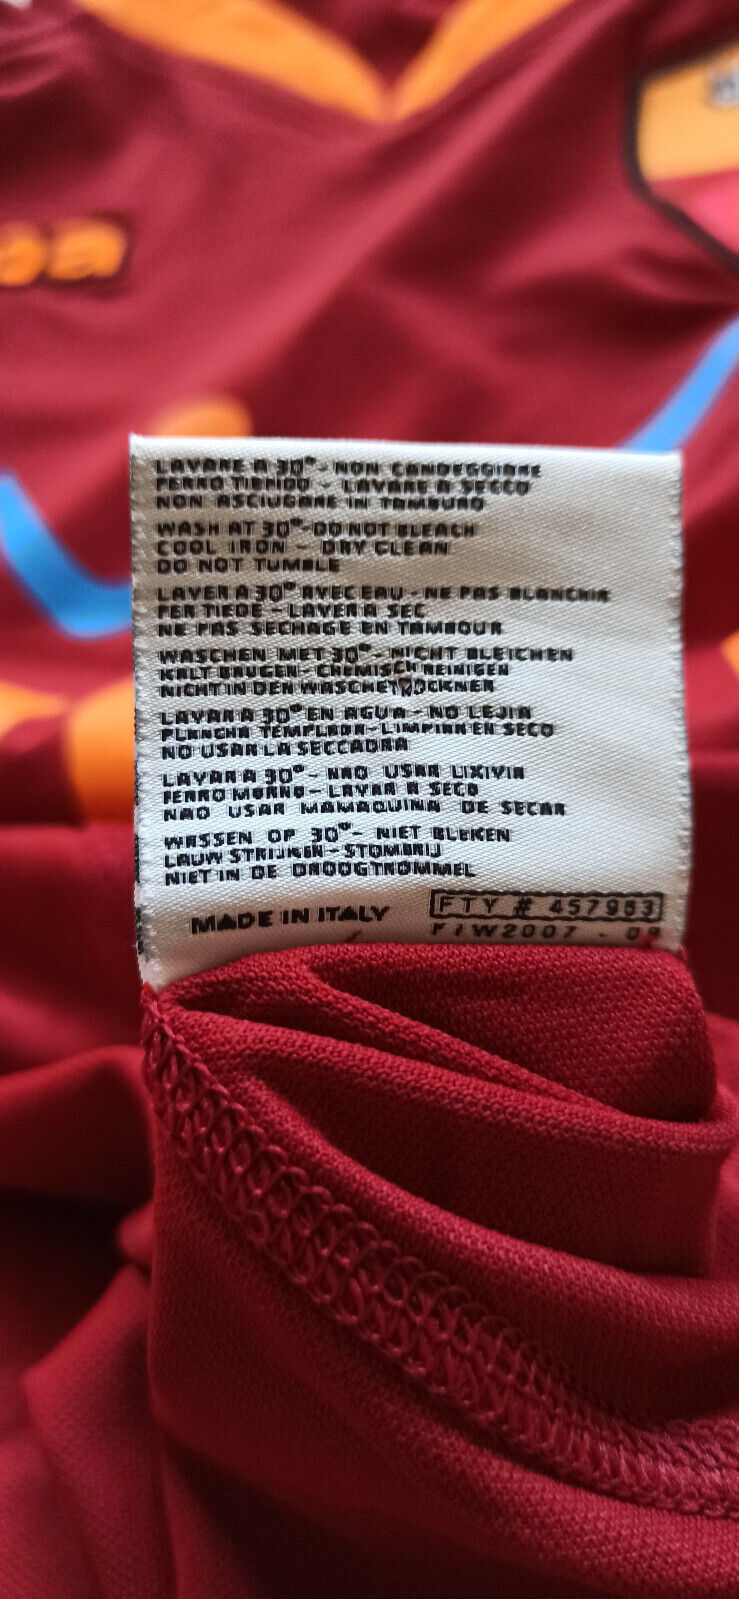 pa
LAVARE A 30°- NON CANDEGGIARE
FERRO TIEPIDO - LAVARE A SECCO
NON ASCIUGARE IN TAMBURO
WASH AT 30°-DO NOT BLEACH
COOL IRON - DRY CLEAN
DO NOT TUMBLE
LAVER A 30° AVEC EAU - NE PAS BLANCHIR
FER TIEDE - LAVER A SEC
NE PAS SECHAGE EN TAMBOUR
WASCHEN MET 30°- NICHT BLEICHEN
KALT BRUGEN- CHEMISCH REINIGEN
NICHT IN DEN WASCHETROCKNER
LAVAR A 30° EN AGUA - NO LEJIA
PLANCHA TEMPLADA-LIMPIAR EN SECO
NO USAR LA SECCADRA
LAVAR A 30°- NAO USAR LIXIVIA
FERRO MORNO - LAVAR A SECO
NAO USAR MAMAQUINA DE SECAR
WASSEN OP 30°- NIET BLEKEN
LAUW STRIJKEN-STOMERIJ
NIET IN DE DROOGTROMMEL
MADE IN ITALY
FTY # 457983
F/W2007 - 09